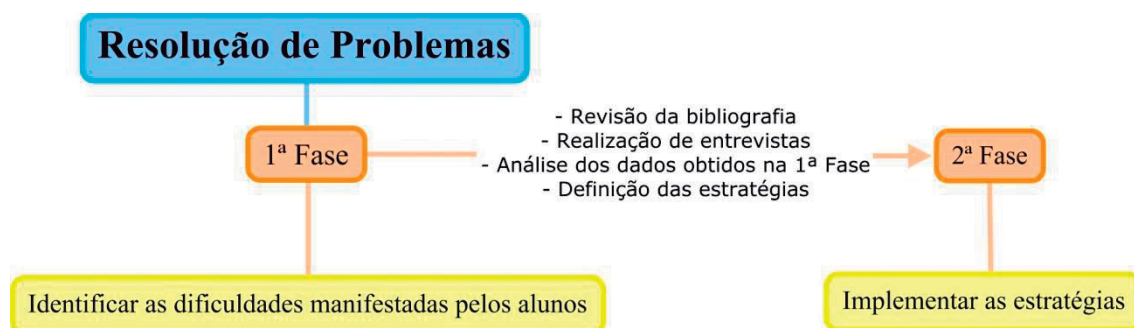 Resolução de Problemas
1ª Fase
- Revisão da bibliografia
- Realização de entrevistas
- Análise dos dados obtidos na 1ª Fase
- Definição das estratégias
2ª Fase
Identificar as dificuldades manifestadas pelos alunos
Implementar as estratégias